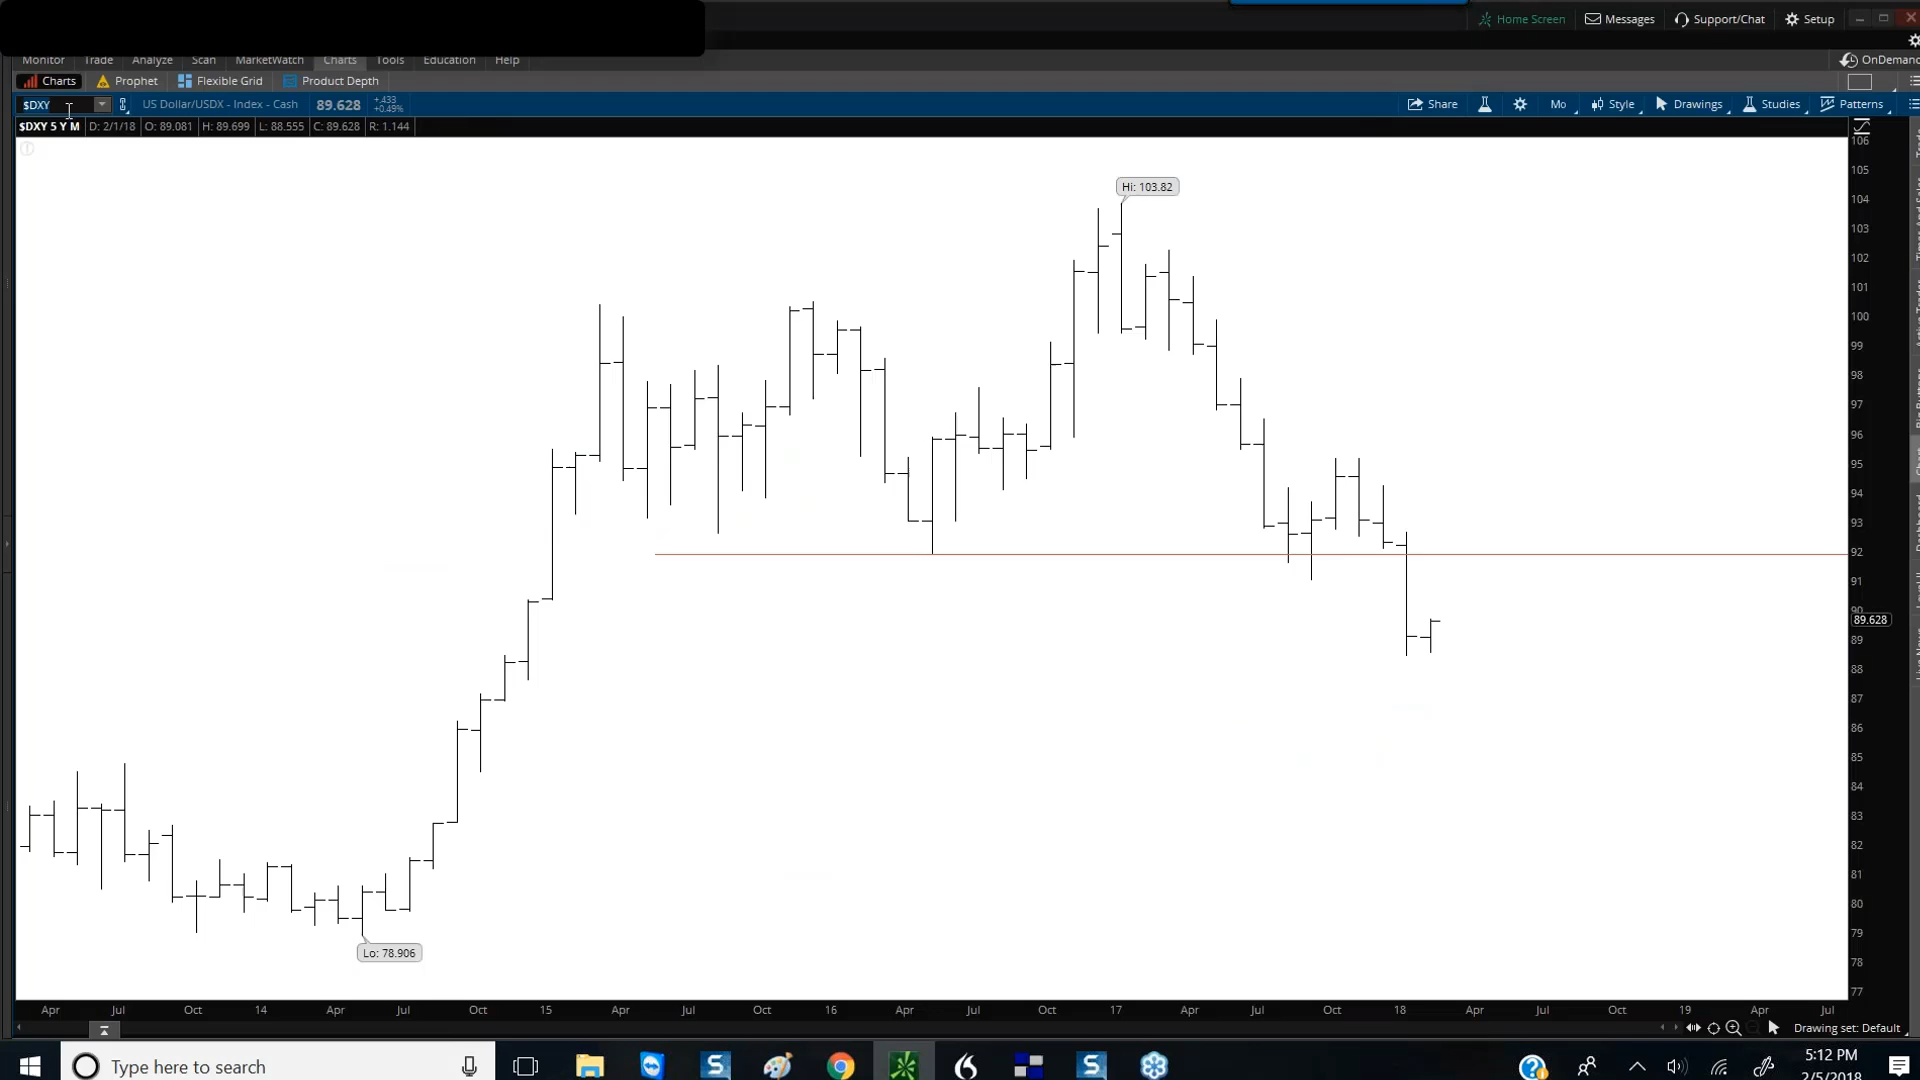 Home Screen Messages Support/Chat Setup
Monitor Trade Analyze Scan MarketWatch Charts Tools Education Help OnDemand
Charts Prophet Flexible Grid Product Depth
$DXY US Dollar/USDX - Index - Cash 89.628 +.433 +0.49% Share Mo Style Drawings Studies Patterns
$DXY 5 Y M D: 2/1/18 O: 89.081 H: 89.699 L: 88.555 C: 89.628 R: 1.144
106
105
Hi: 103.82
104
103
102
101
100
99
98
97
96
95
94
93
92
91
90
89.628
89
88
87
86
85
84
83
82
81
80
79
Lo: 78.906
78
77
Apr Jul Oct 14 Apr Jul Oct 15 Apr Jul Oct 16 Apr Jul Oct 17 Apr Jul Oct 18 Apr Jul Oct 19 Apr Jul
Drawing set: Default
Type here to search
5:12 PM
2/5/2018